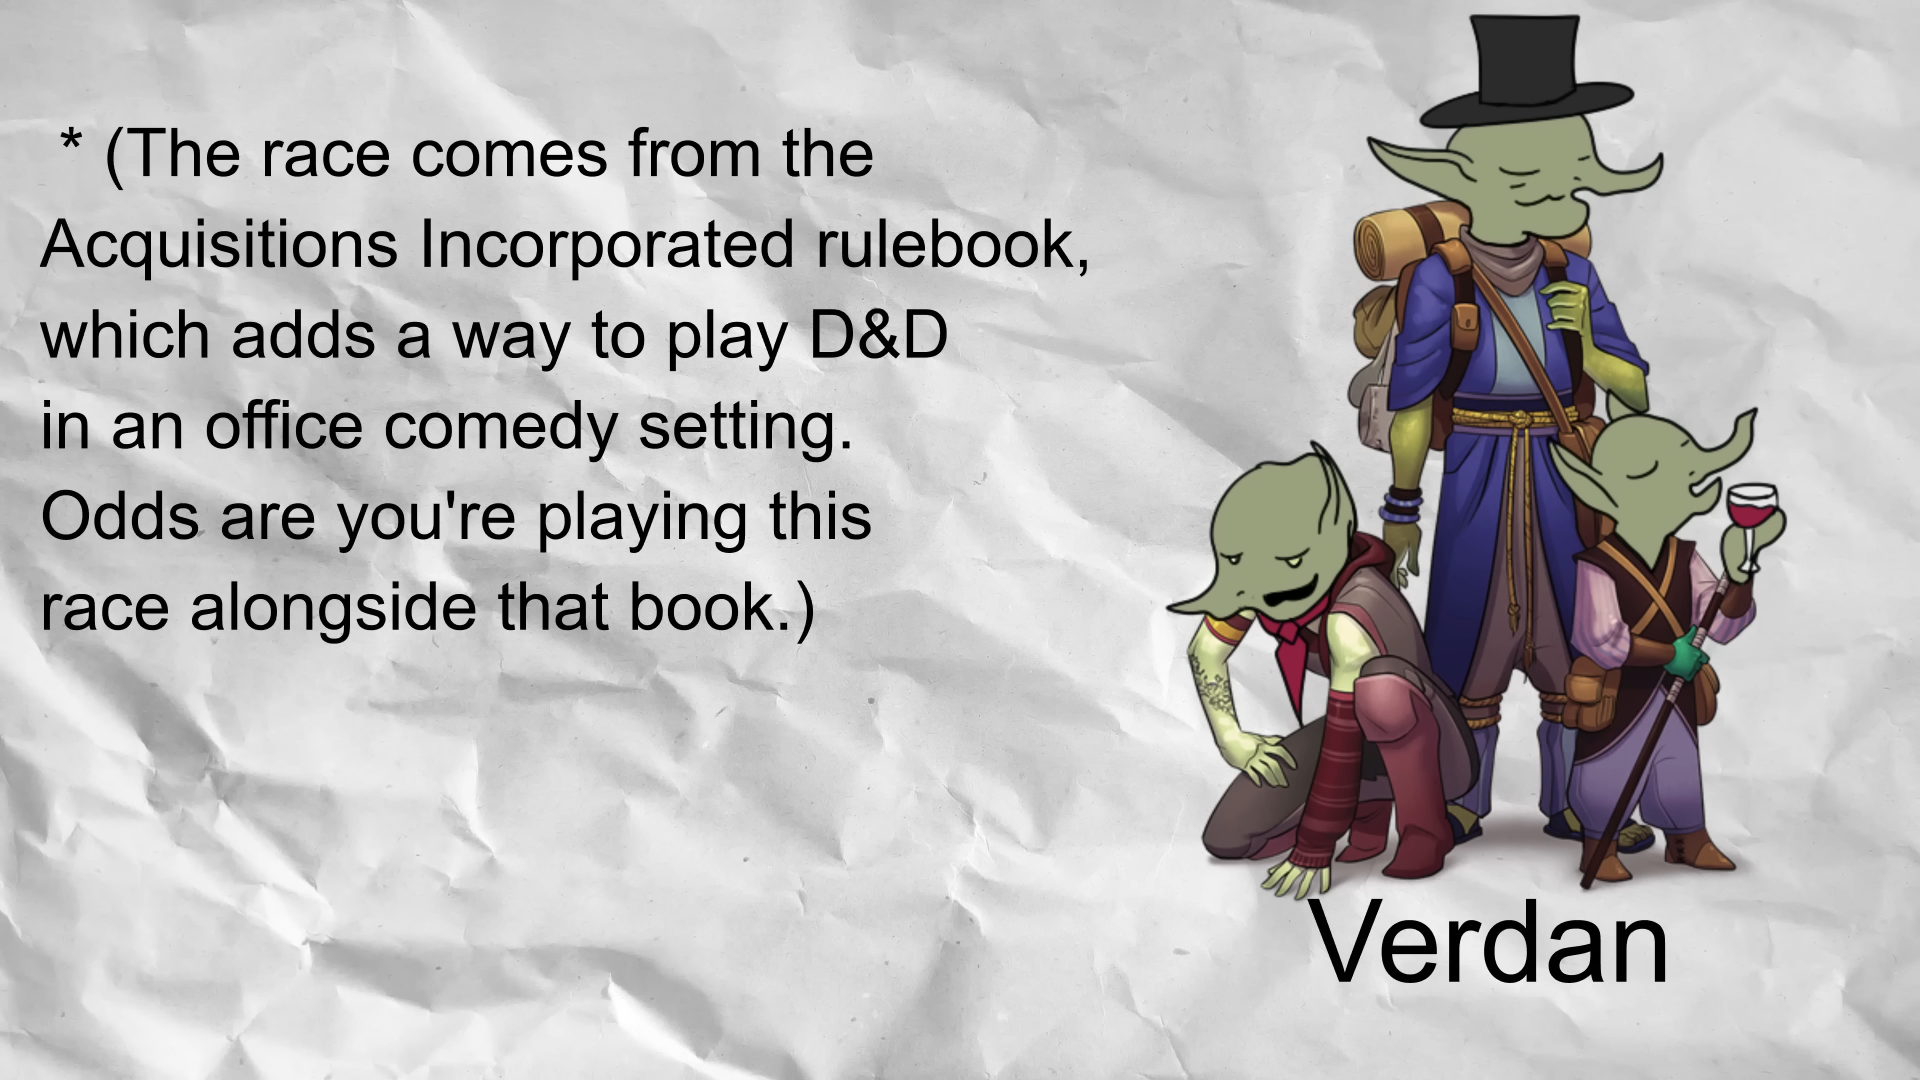 * (The race comes from the
Acquisitions Incorporated rulebook,
which adds a way to play D&D
in an office comedy setting.
Odds are you're playing this
race alongside that book.)
Verdan